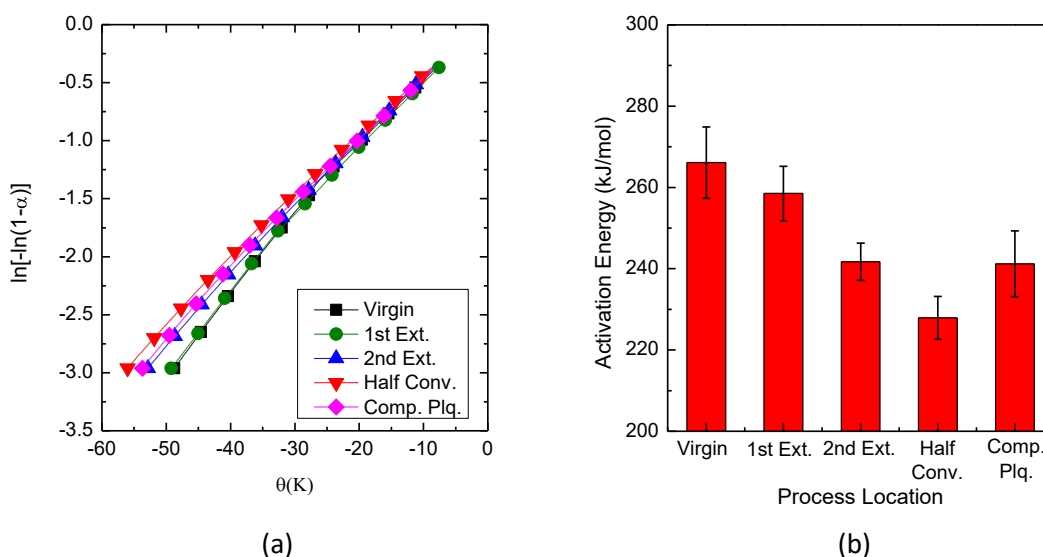 0.0
-0.5
-1.0
-1.5
-2.0
-2.5
-3.0
-3.5
ln[-ln(1-α)]
Virgin
1st Ext.
2nd Ext.
Half Conv.
Comp. Plq.
-60 -50 -40 -30 -20 -10 0
θ(K)
(a)
300
280
260
240
220
200
Activation Energy (kJ/mol)
Virgin 1st Ext. 2nd Ext. Half Conv. Comp. Plq.
Process Location
(b)